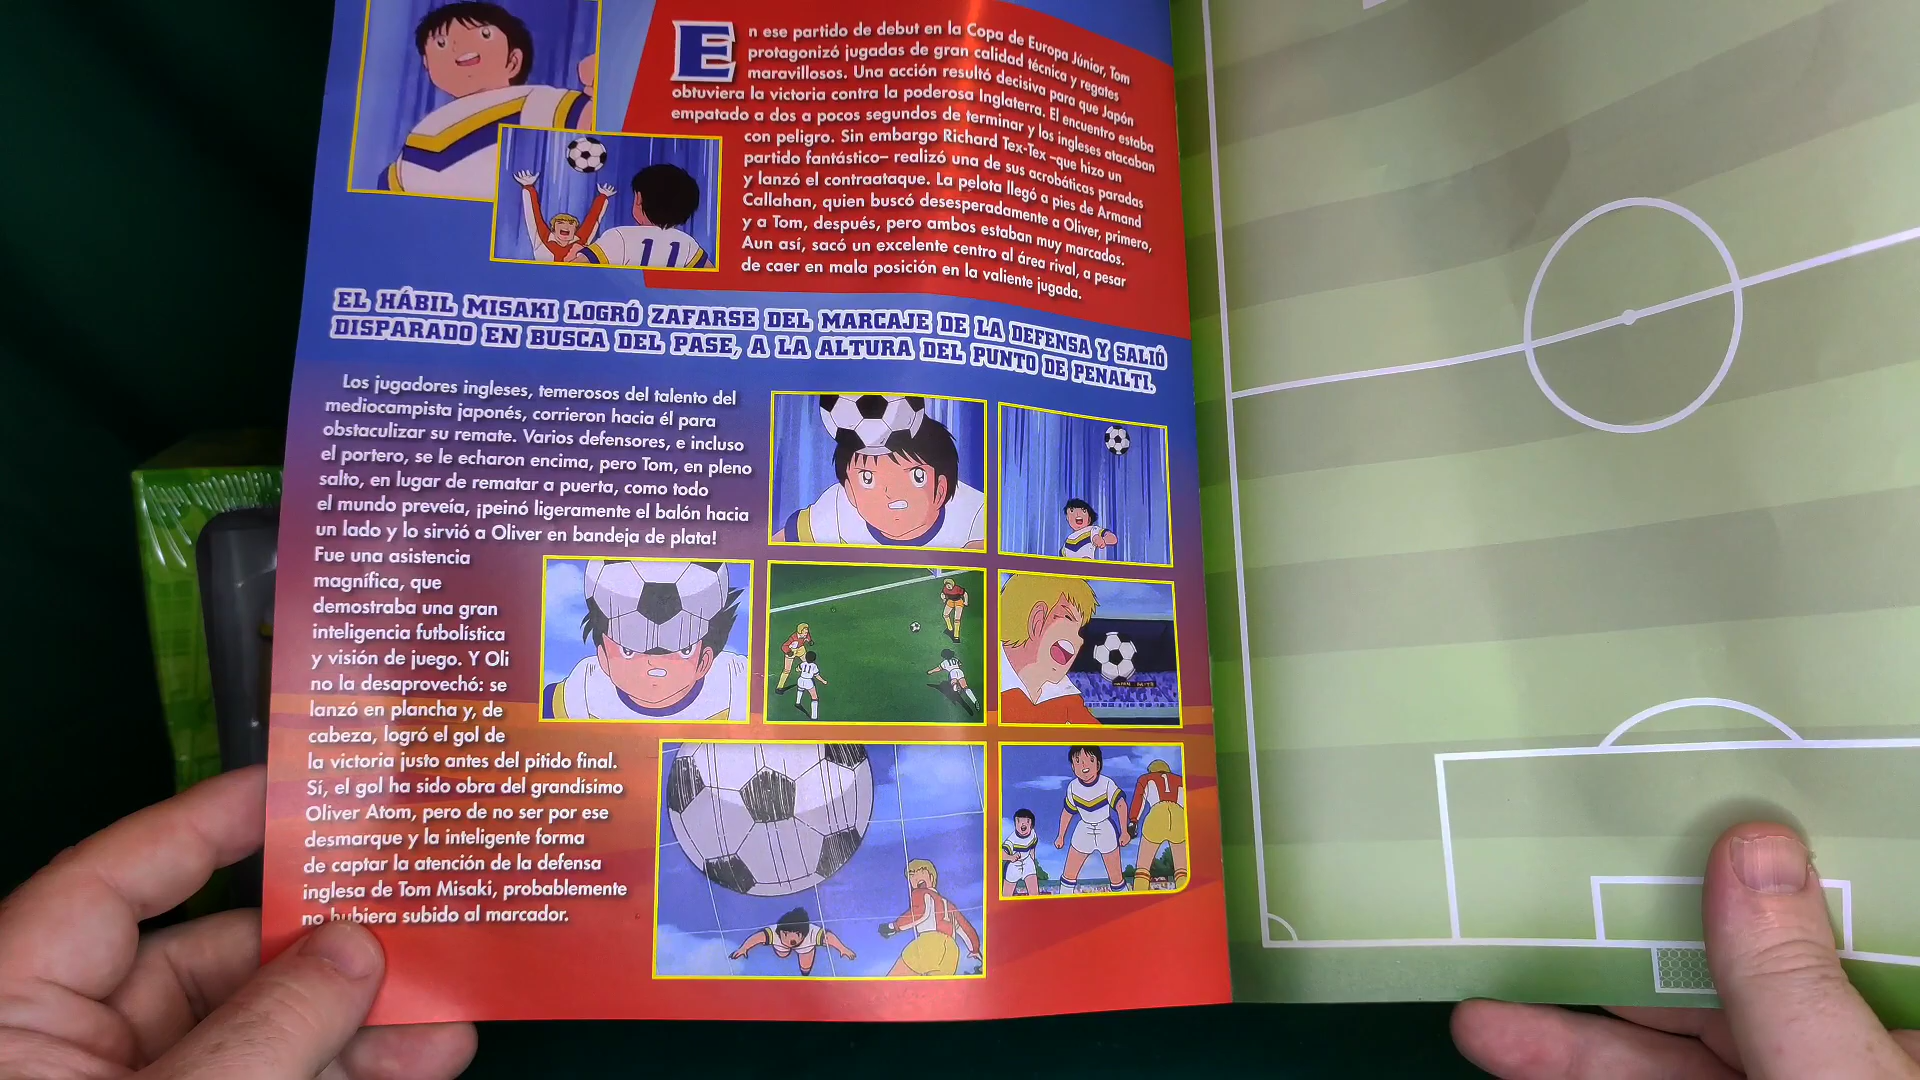 En ese partido de debut en la Copa de Europa Júnior, Tom
protagonizó jugadas de gran calidad técnica y regates
maravillosos. Una acción resultó decisiva para que Japón
obtuviera la victoria contra la poderosa Inglaterra. El encuentro estaba
empatado a dos a pocos segundos de terminar y los ingleses atacaban
con peligro. Sin embargo Richard Tex-Tex –que hizo un
partido fantástico– realizó una de sus acrobáticas paradas
y lanzó el contraataque. La pelota llegó a pies de Armand
Callahan, quien buscó desesperadamente a Oliver, primero,
y a Tom, después, pero ambos estaban muy marcados.
Aun así, sacó un excelente centro al área rival, a pesar
de caer en mala posición en la valiente jugada.
11
EL HÁBIL MISAKI LOGRÓ ZAFARSE DEL MARCAJE DE LA DEFENSA Y SALIÓ
DISPARADO EN BUSCA DEL PASE, A LA ALTURA DEL PUNTO DE PENALTI.
Los jugadores ingleses, temerosos del talento del
mediocampista japonés, corrieron hacia él para
obstaculizar su remate. Varios defensores, e incluso
el portero, se le echaron encima, pero Tom, en pleno
salto, en lugar de rematar a puerta, como todo
el mundo preveía, ¡peinó ligeramente el balón hacia
un lado y lo sirvió a Oliver en bandeja de plata!
Fue una asistencia
magnífica, que
demostraba una gran
inteligencia futbolística
y visión de juego. Y Oli
no la desaprovechó: se
lanzó en plancha y, de
cabeza, logró el gol de
la victoria justo antes del pitido final.
Sí, el gol ha sido obra del grandísimo
Oliver Atom, pero de no ser por ese
desmarque y la inteligente forma
de captar la atención de la defensa
inglesa de Tom Misaki, probablemente
no hubiera subido al marcador.
11
1
1